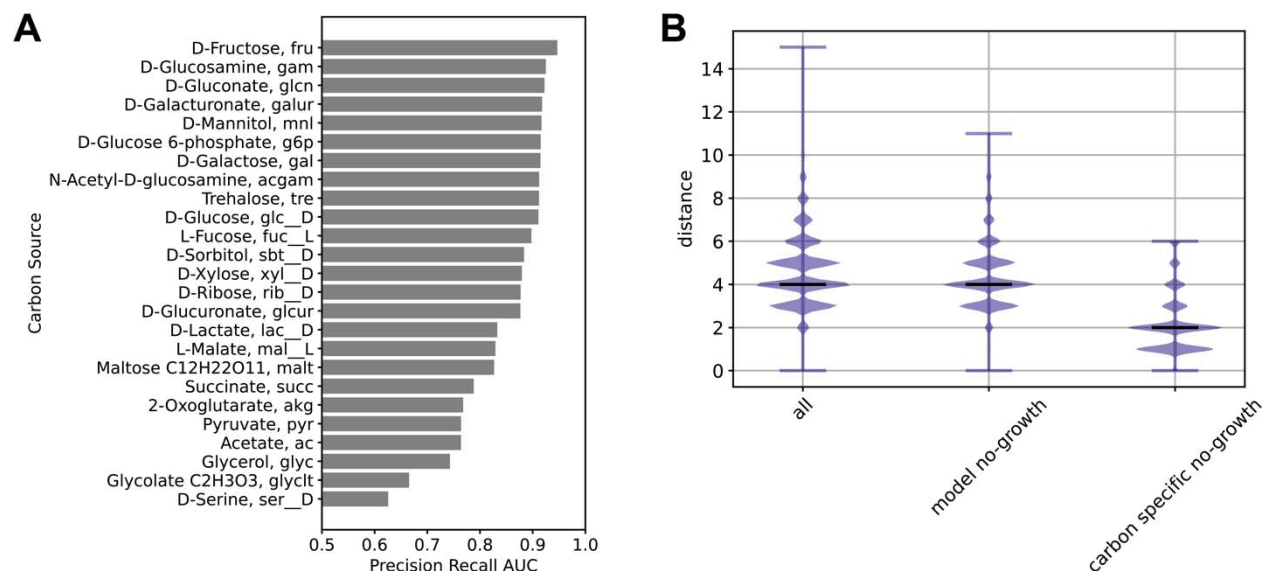 A
Carbon Source
D-Fructose, fru
D-Glucosamine, gam
D-Gluconate, glcn
D-Galacturonate, galur
D-Mannitol, mnl
D-Glucose 6-phosphate, g6p
D-Galactose, gal
N-Acetyl-D-glucosamine, acgam
Trehalose, tre
D-Glucose, glc__D
L-Fucose, fuc__L
D-Sorbitol, sbt__D
D-Xylose, xyl__D
D-Ribose, rib__D
D-Glucuronate, glcur
D-Lactate, lac__D
L-Malate, mal__L
Maltose C12H22O11, malt
Succinate, succ
2-Oxoglutarate, akg
Pyruvate, pyr
Acetate, ac
Glycerol, glyc
Glycolate C2H3O3, glyclt
D-Serine, ser__D
0.5 0.6 0.7 0.8 0.9 1.0
Precision Recall AUC
B
distance
14
12
10
8
6
4
2
0
all
model no-growth
carbon specific no-growth